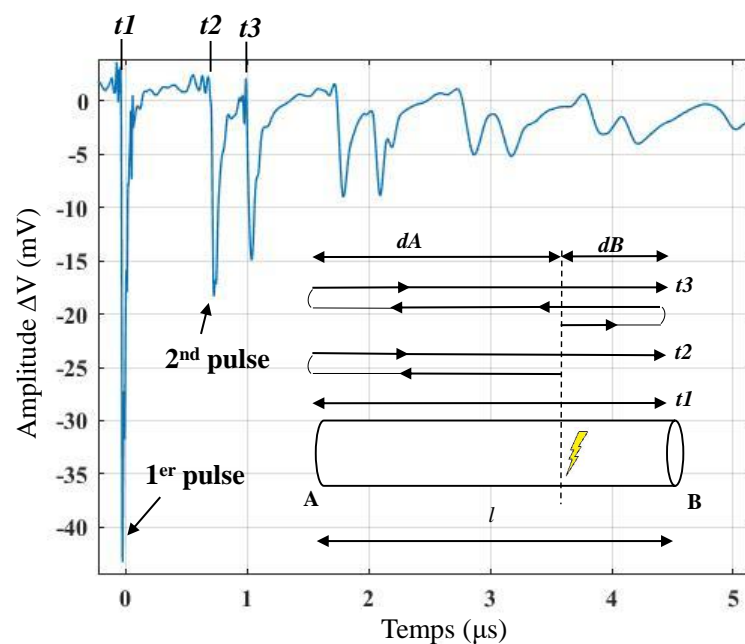 t1 t2 t3
0
-5
-10
-15
-20
-25
-30
-35
-40
Amplitude ΔV (mV)
dA dB
t3
2nd pulse
t2
t1
1er pulse
A B
l
0 1 2 3 4 5
Temps (μs)